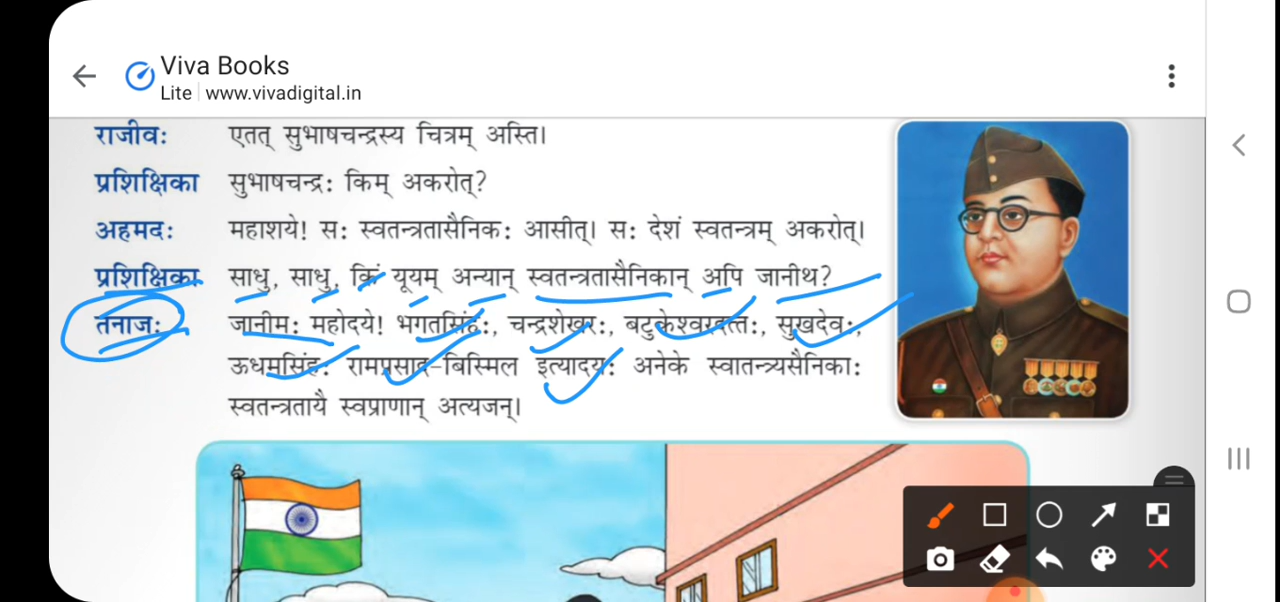 Viva Books
Lite www.vivadigital.in
राजीवः एतत् सुभाषचन्द्रस्य चित्रम् अस्ति।
प्रशिक्षिका सुभाषचन्द्रः किम् अकरोत्?
अहमदः महाशये! सः स्वतन्त्रतासैनिकः आसीत्। सः देशं स्वतन्त्रम् अकरोत्।
प्रशिक्षिका साधु, साधु, किं यूयम् अन्यान् स्वतन्त्रतासैनिकान् अपि जानीथ?
तनाजः जानीमः महोदये! भगतसिंहः, चन्द्रशेखरः, बटुकेश्वरदत्तः, सुखदेवः,
ऊधमसिंहः रामप्रसाद-बिस्मिल इत्यादयः अनेके स्वातन्त्र्यसैनिकाः
स्वतन्त्रतायै स्वप्राणान् अत्यजन्।